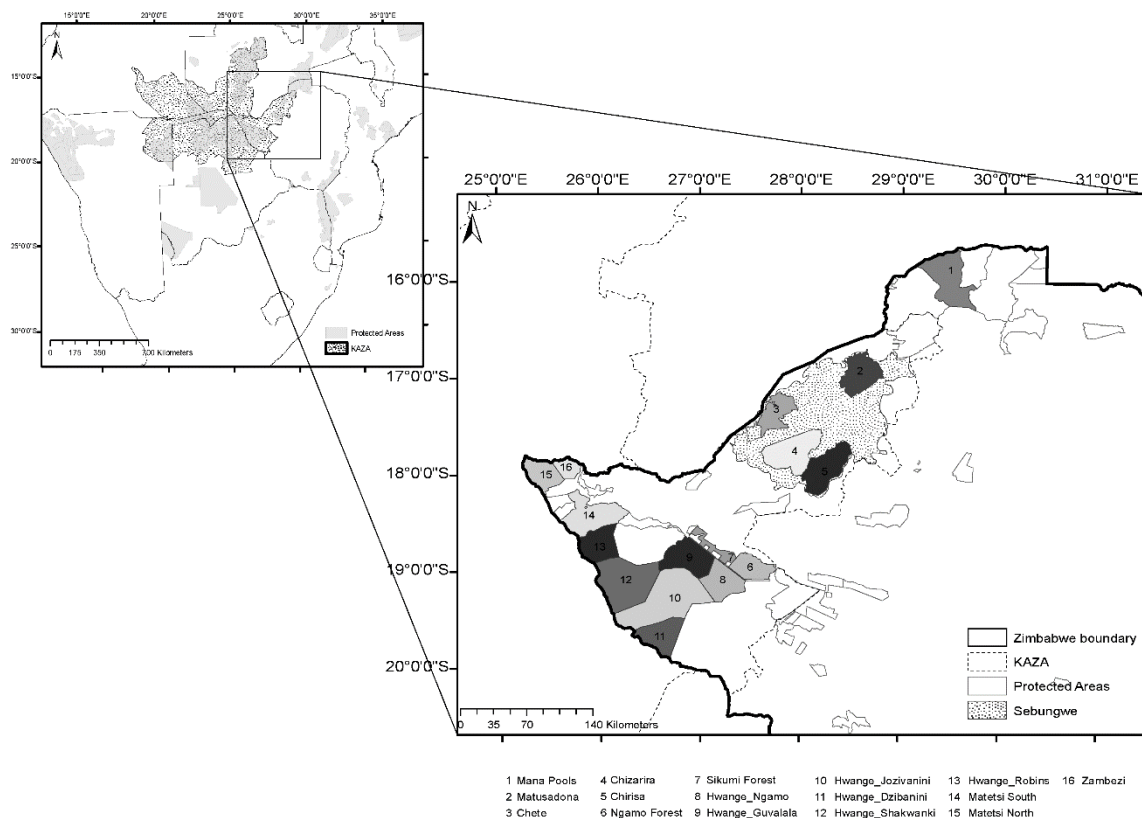 15°0'0"E 20°0'0"E 25°0'0"E 30°0'0"E 35°0'0"E
N
15°0'0"S
20°0'0"S
25°0'0"S
30°0'0"S
0 175 350 700 Kilometers
Protected Areas
KAZA
25°0'0"E 26°0'0"E 27°0'0"E 28°0'0"E 29°0'0"E 30°0'0"E 31°0'0"E
N
16°0'0"S
17°0'0"S
18°0'0"S
19°0'0"S
20°0'0"S
1
2
3
4
5
16
15
14
13
9
7
6
12
8
10
11
Zimbabwe boundary
KAZA
Protected Areas
Sebungwe
0 35 70 140 Kilometers
1 Mana Pools 4 Chizarira 7 Sikumi Forest 10 Hwange_Jozivanini 13 Hwange_Robins 16 Zambezi
2 Matusadona 5 Chirisa 8 Hwange_Ngamo 11 Hwange_Dzibanini 14 Matetsi South
3 Chete 6 Ngamo Forest 9 Hwange_Guvalala 12 Hwange_Shakwanki 15 Matetsi North